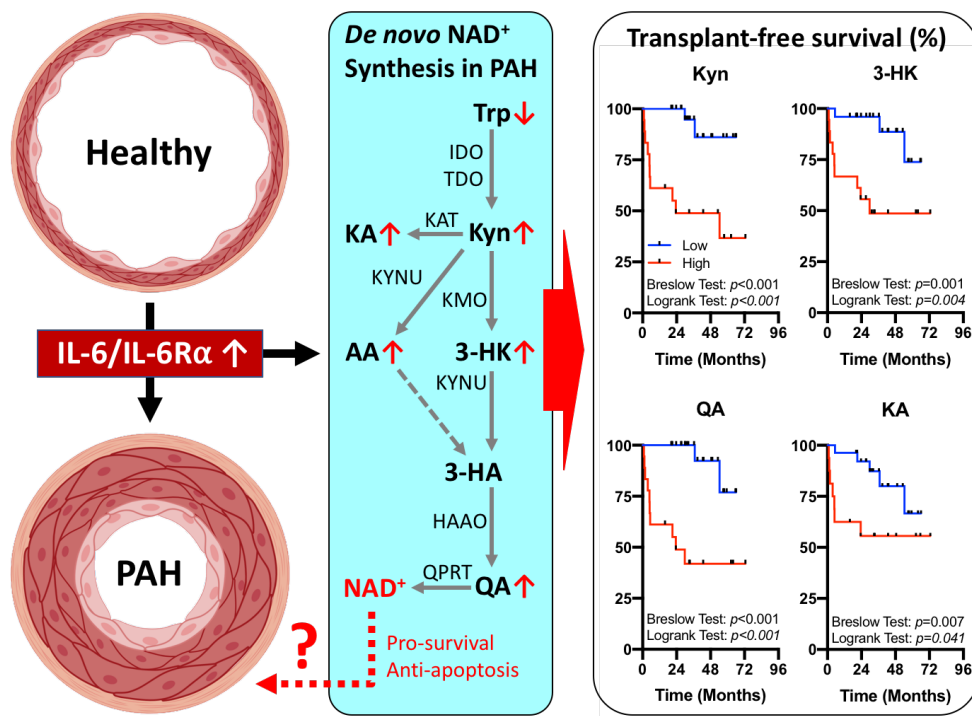 Healthy
IL-6/IL-6Rα ↑
PAH
?
De novo NAD⁺
Synthesis in PAH
Trp↓
IDO
TDO
KA↑
KAT
Kyn↑
KYNU
KMO
AA↑
3-HK↑
KYNU
3-HA
HAAO
NAD⁺
QPRT
QA↑
Pro-survival
Anti-apoptosis
Transplant-free survival (%)
Kyn
100
75
50
25
0
Low
High
Breslow Test: p<0.001
Logrank Test: p<0.001
0 24 48 72 96
Time (Months)
3-HK
100
75
50
25
0
Breslow Test: p=0.001
Logrank Test: p=0.004
0 24 48 72 96
Time (Months)
QA
100
75
50
25
0
Breslow Test: p<0.001
Logrank Test: p<0.001
0 24 48 72 96
Time (Months)
KA
100
75
50
25
0
Breslow Test: p=0.007
Logrank Test: p=0.041
0 24 48 72 96
Time (Months)